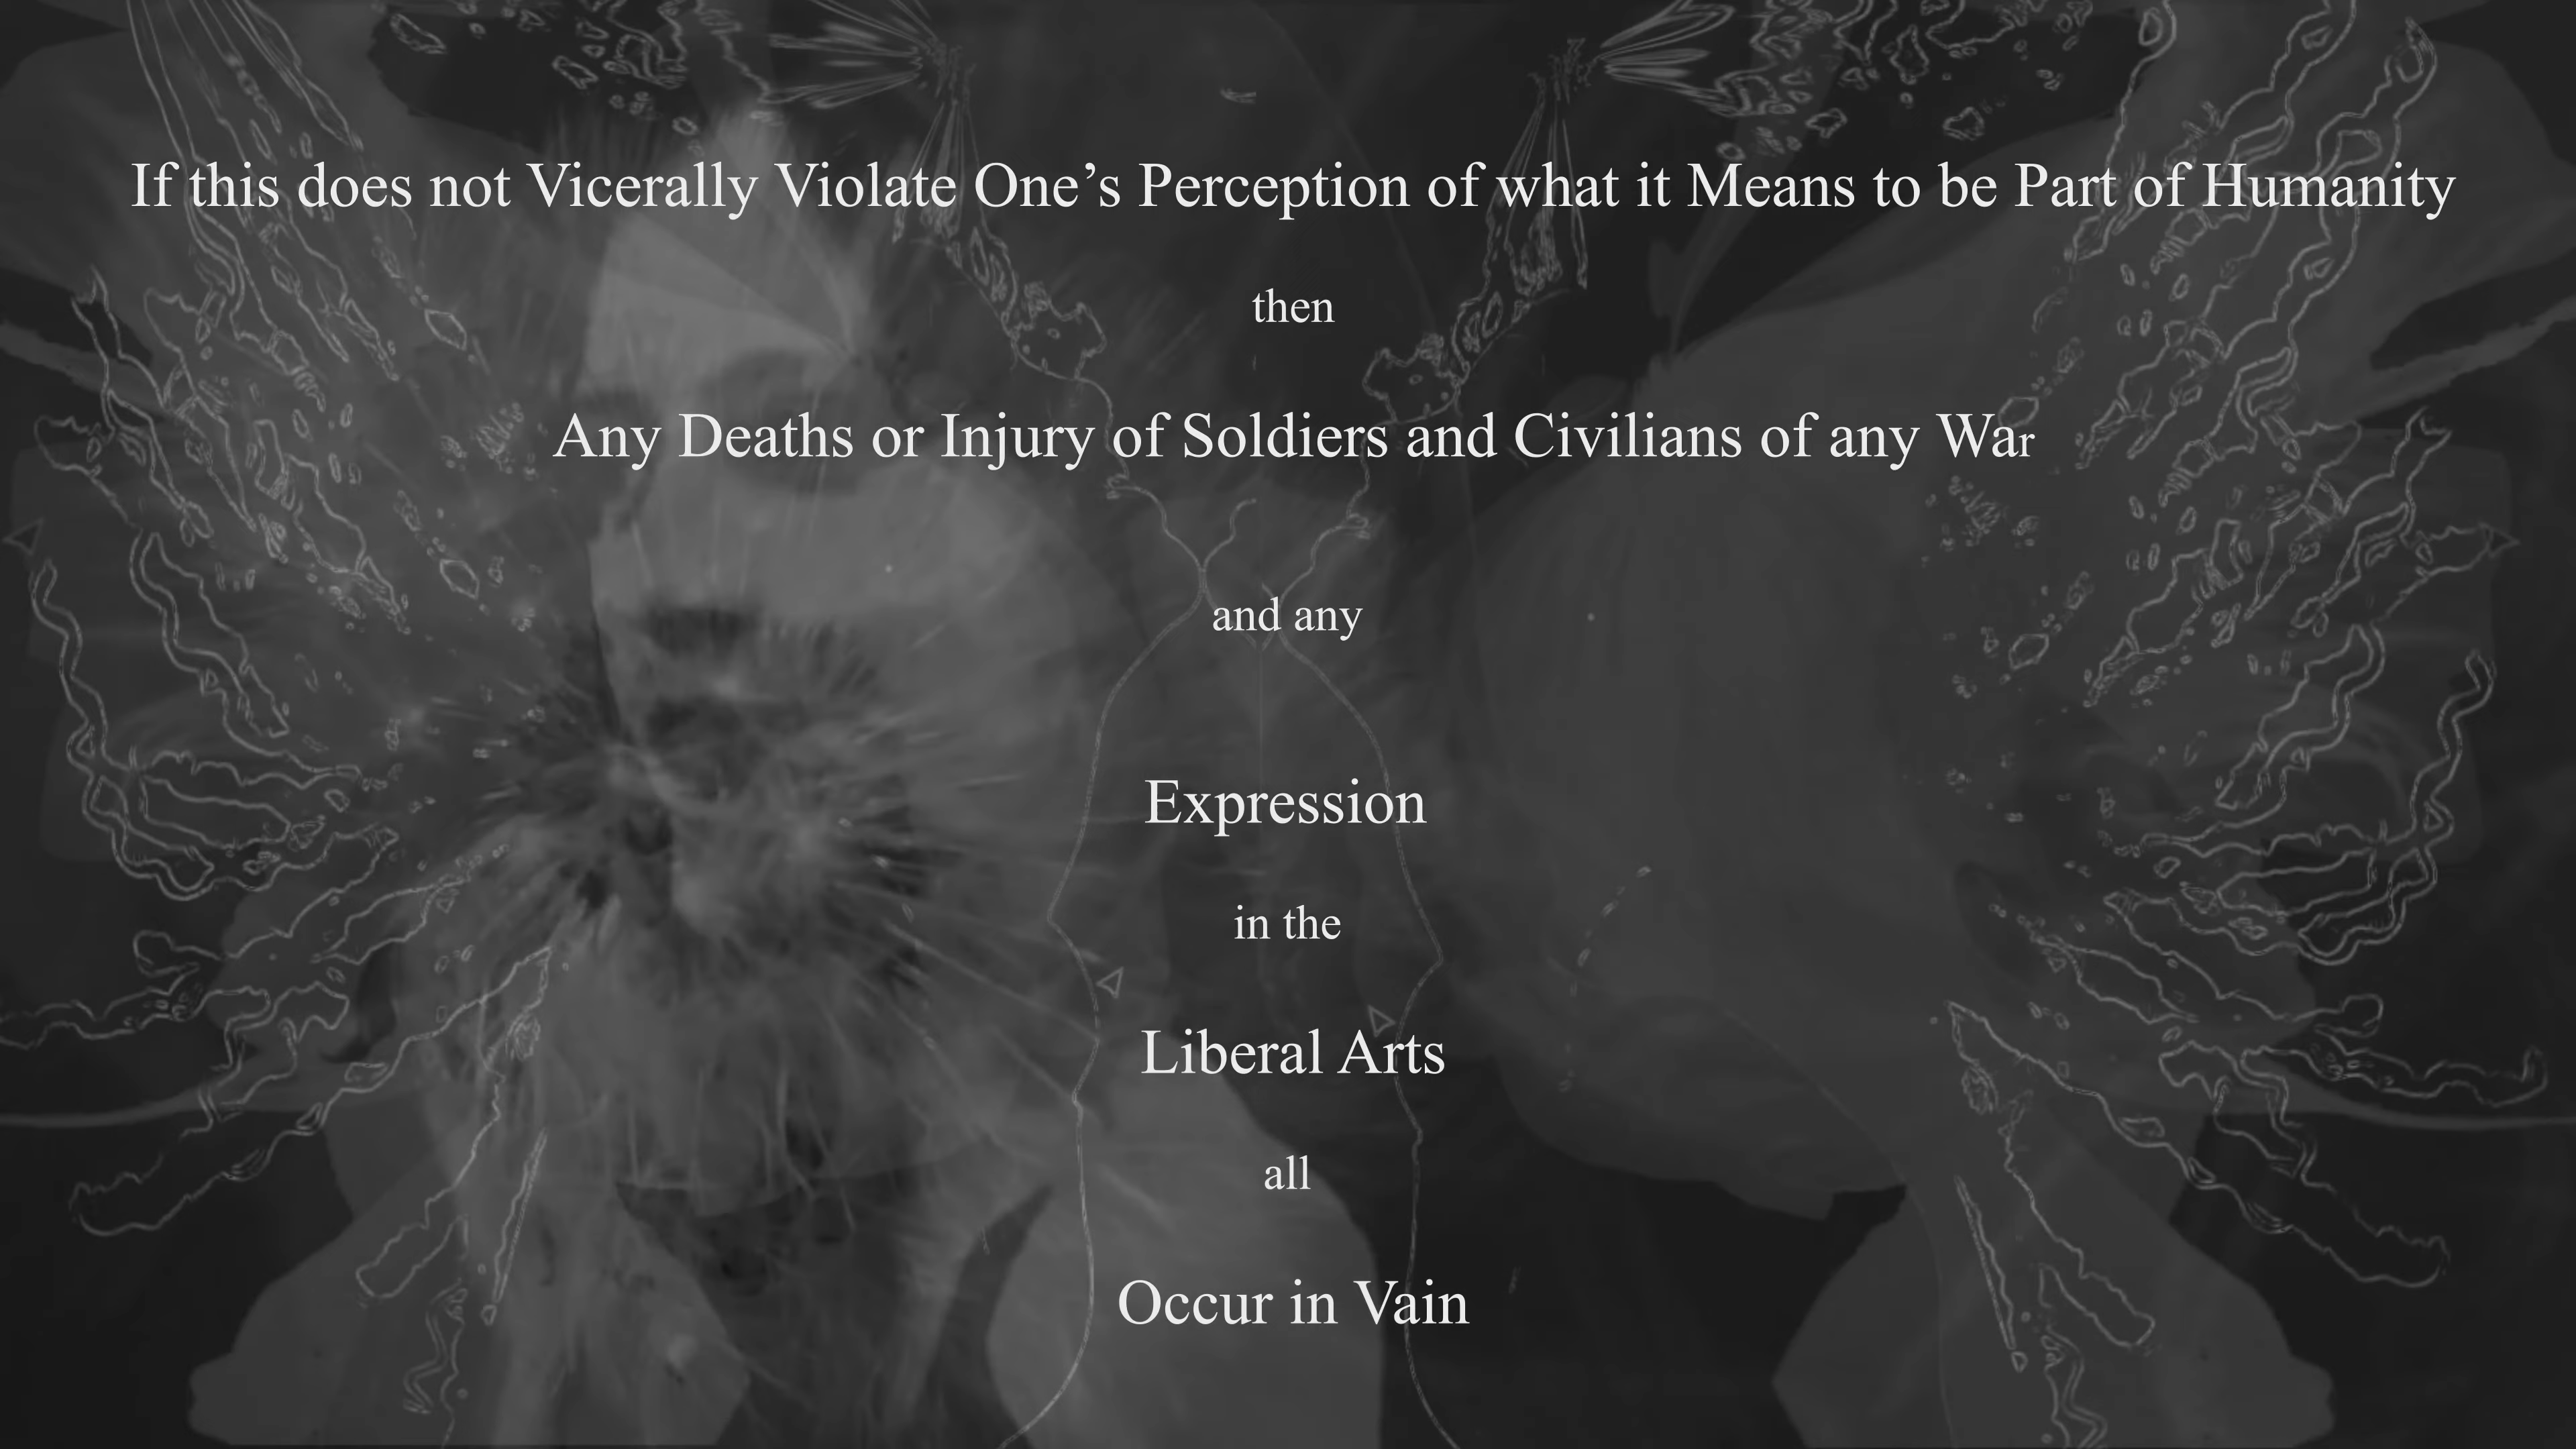 If this does not Vicerally Violate One’s Perception of what it Means to be Part of Humanity
then
Any Deaths or Injury of Soldiers and Civilians of any War
and any
Expression
in the
Liberal Arts
all
Occur in Vain